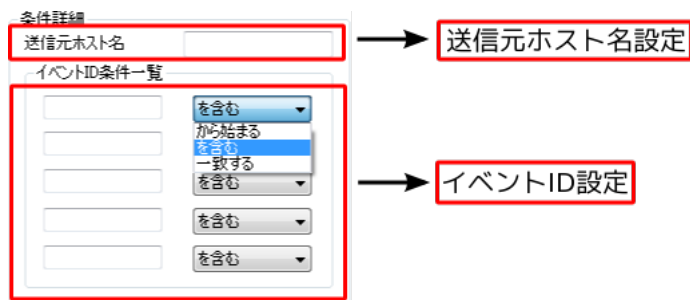 条件詳細
送信元ホスト名
送信元ホスト名設定
イベントID条件一覧
を含む
から始まる
を含む
一致する
を含む
イベントID設定
を含む
を含む